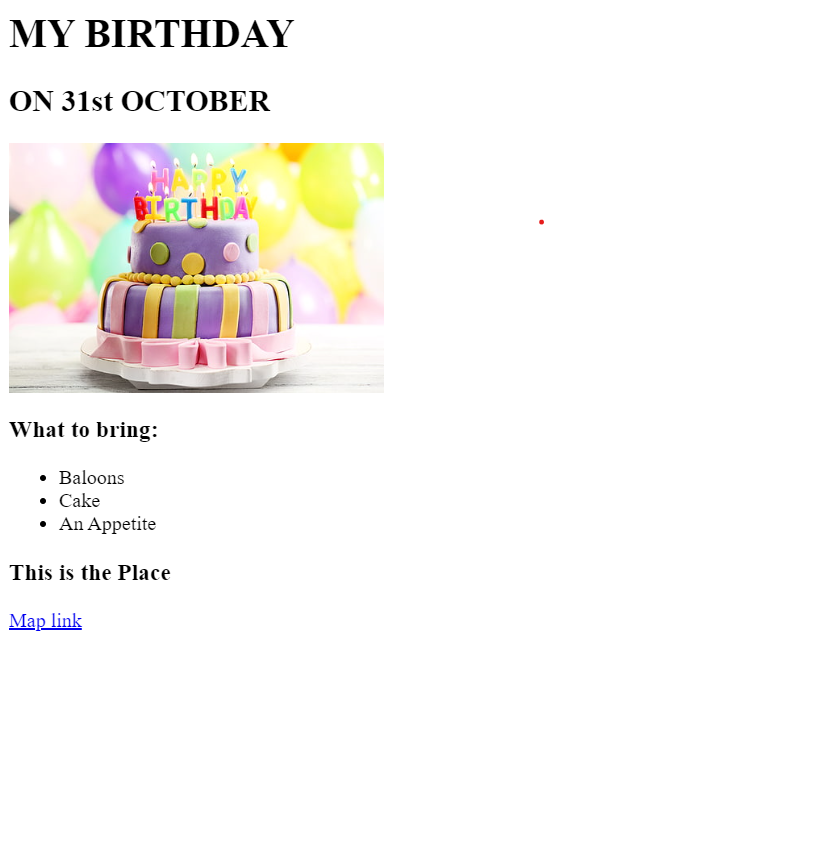 MY BIRTHDAY
ON 31st OCTOBER
HAPPY
BIRTHDAY
What to bring:
Baloons
Cake
An Appetite
This is the Place
Map link